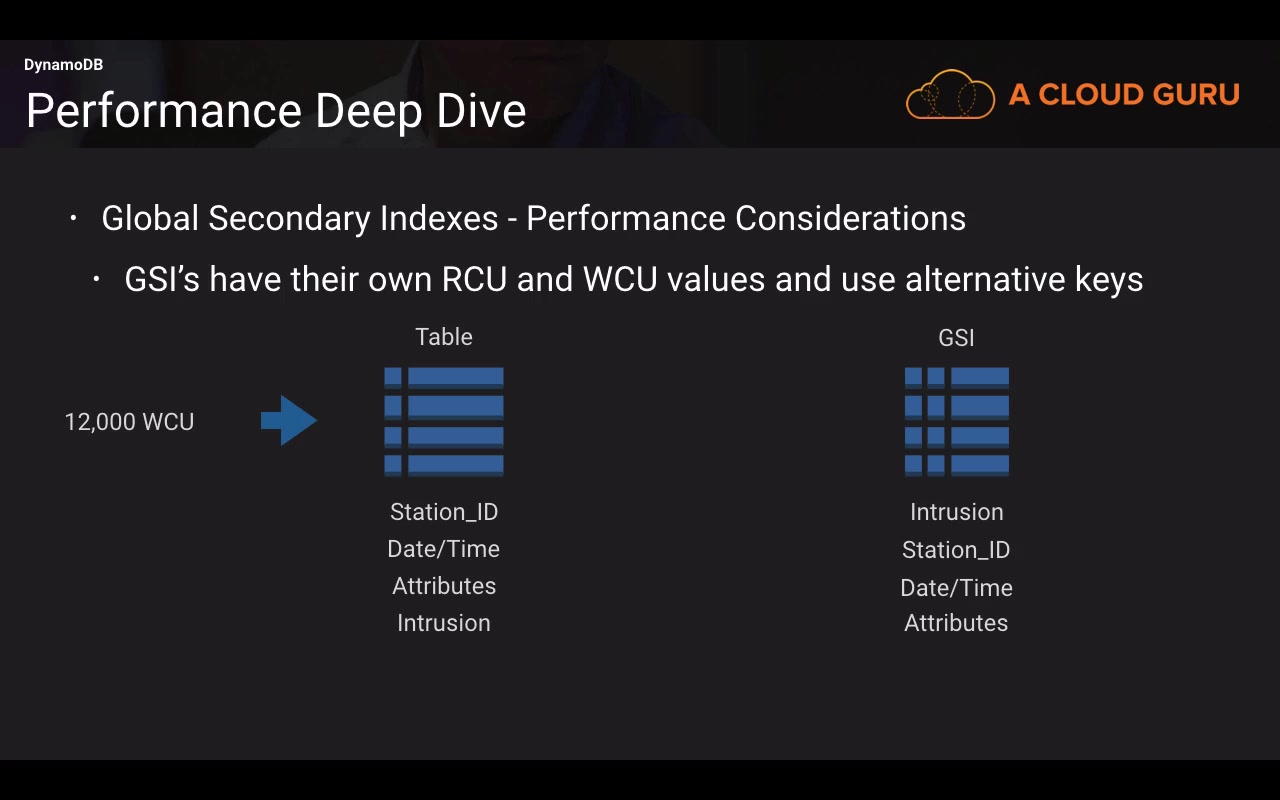 DynamoDB
Performance Deep Dive
A CLOUD GURU
· Global Secondary Indexes - Performance Considerations
· GSI’s have their own RCU and WCU values and use alternative keys
Table
GSI
12,000 WCU
Station_ID
Date/Time
Attributes
Intrusion
Intrusion
Station_ID
Date/Time
Attributes